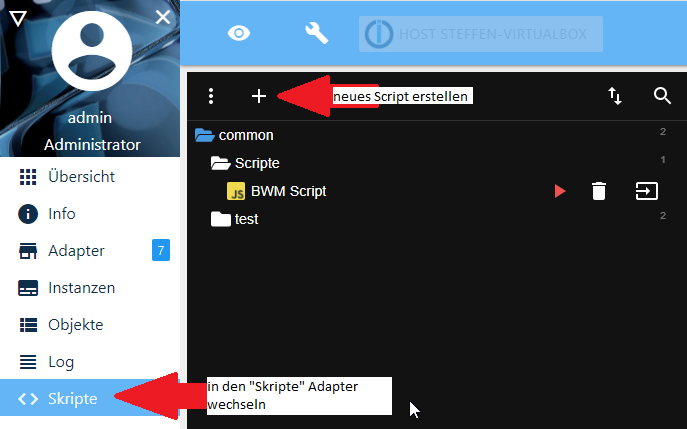 HOST STEFFEN-VIRTUALBOX
admin
Administrator
Übersicht
Info
Adapter 7
Instanzen
Objekte
Log
Skripte
neues Script erstellen
common 2
Scripte 1
JS BWM Script
test 2
in den "Skripte" Adapter
wechseln